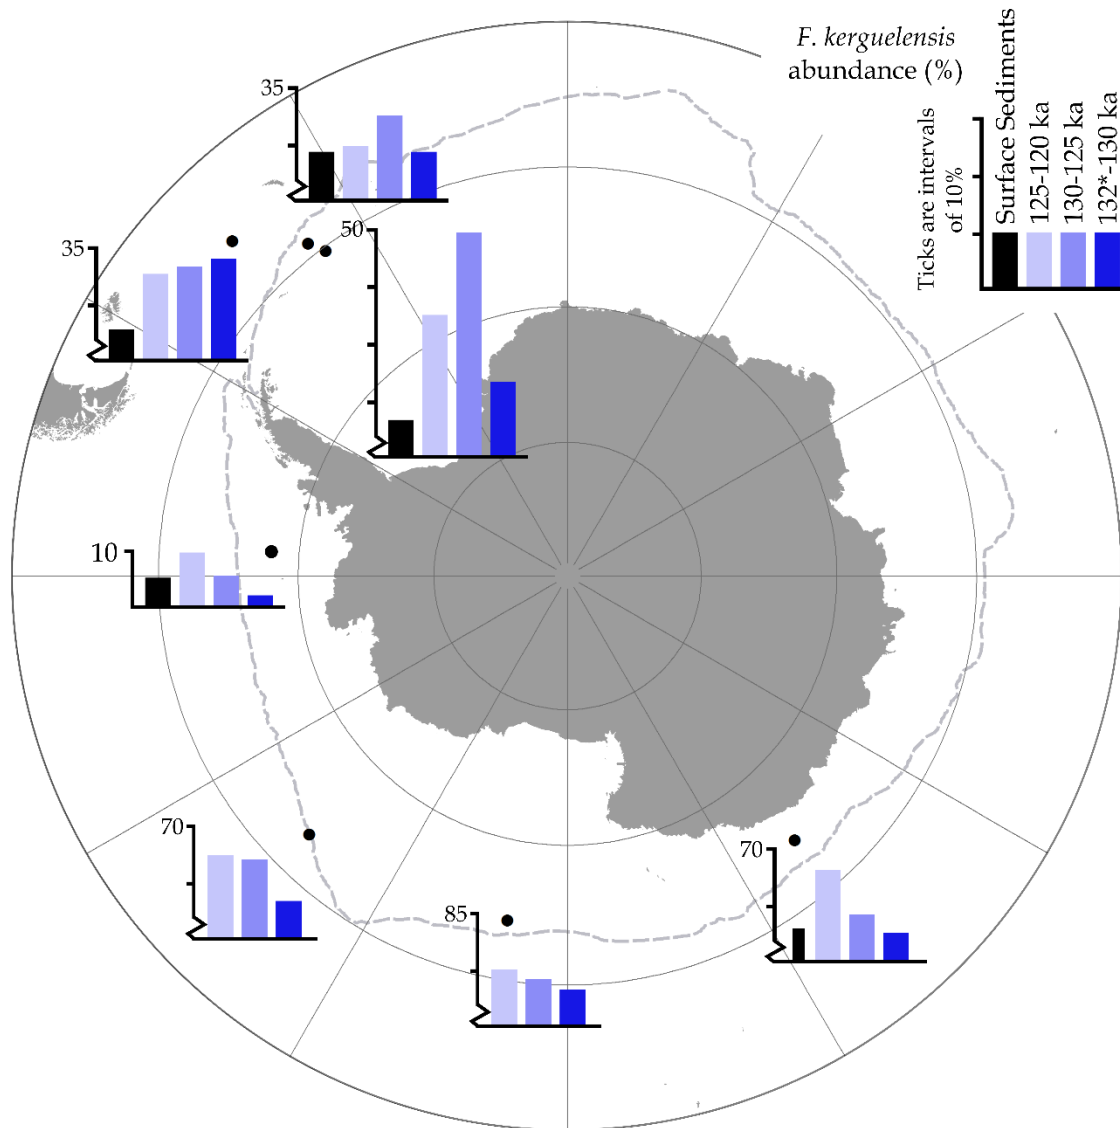 F. kerguelensis
abundance (%)
Ticks are intervals
of 10%
Surface Sediments
125-120 ka
130-125 ka
132*-130 ka
35
35
50
10
70
85
70